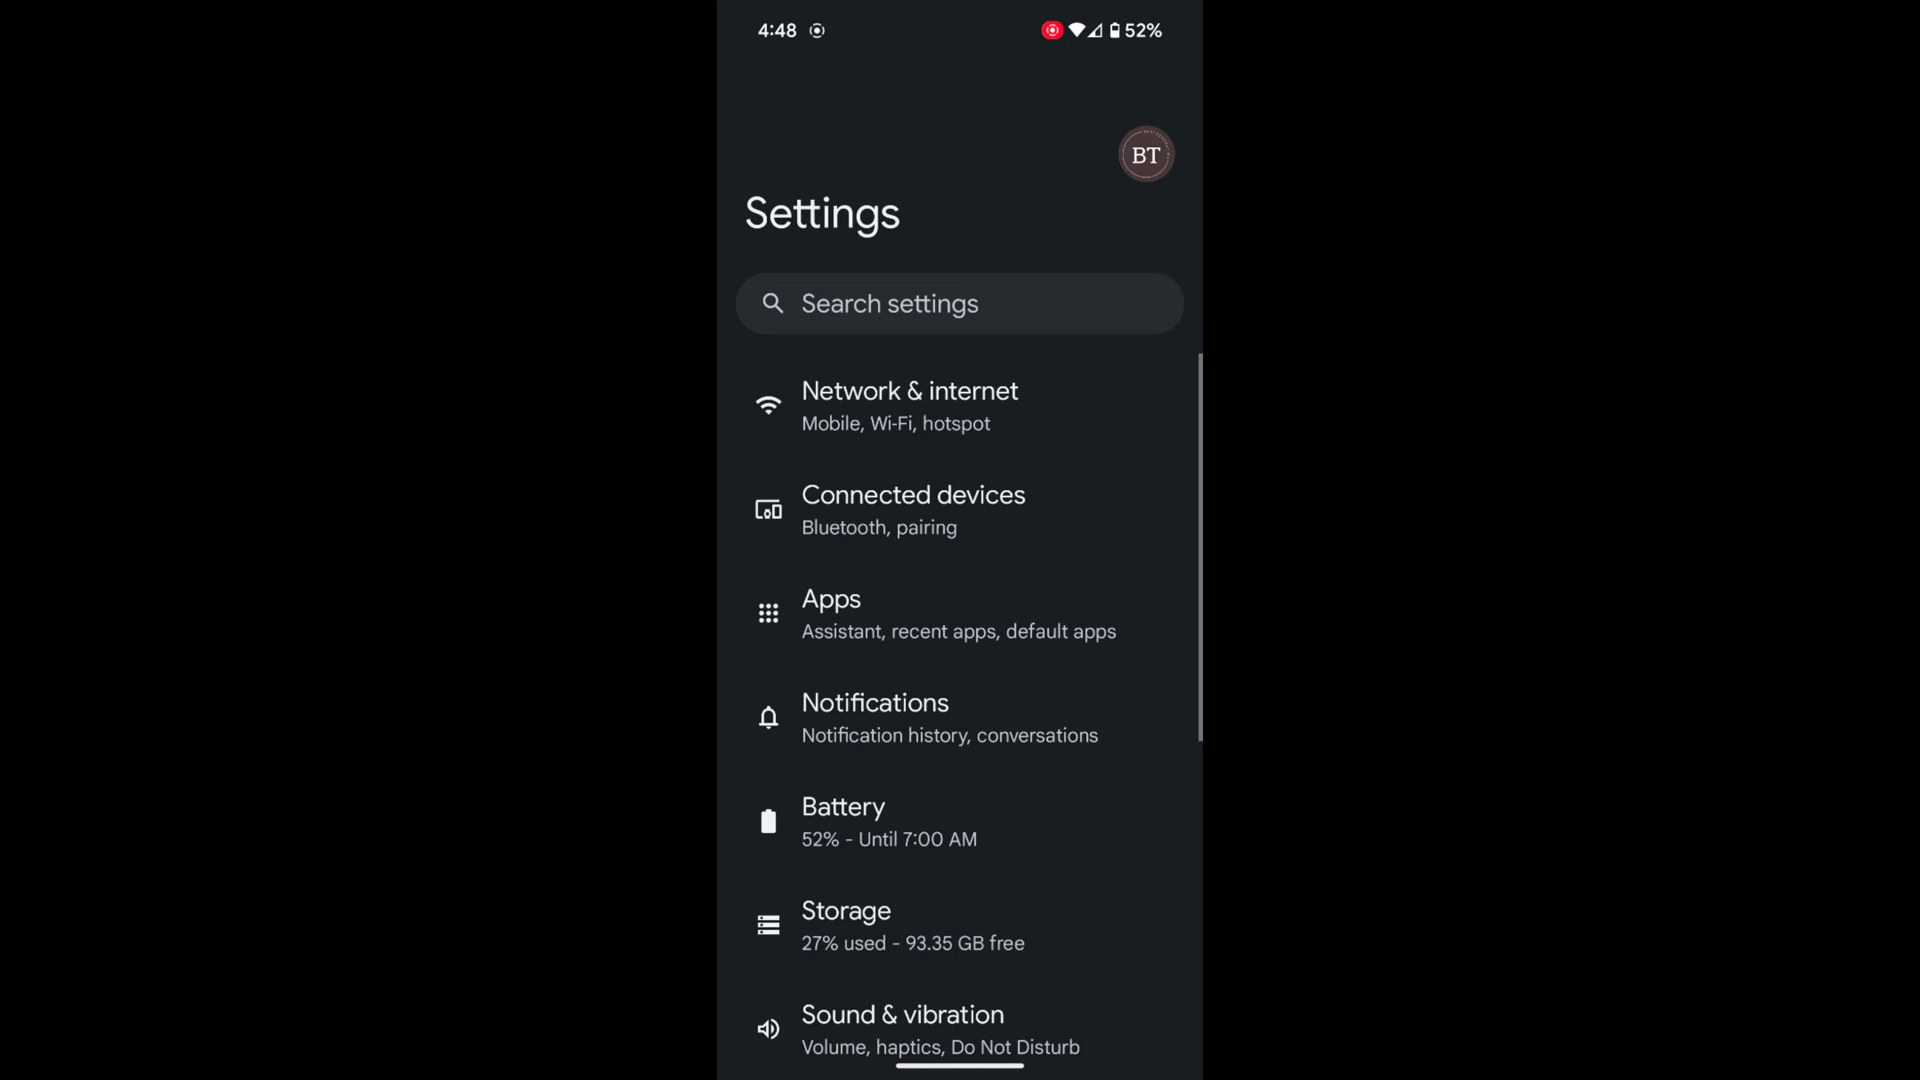 4:48
52%
BT
Settings
Search settings
Network & internet
Mobile, Wi-Fi, hotspot
Connected devices
Bluetooth, pairing
Apps
Assistant, recent apps, default apps
Notifications
Notification history, conversations
Battery
52% - Until 7:00 AM
Storage
27% used - 93.35 GB free
Sound & vibration
Volume, haptics, Do Not Disturb